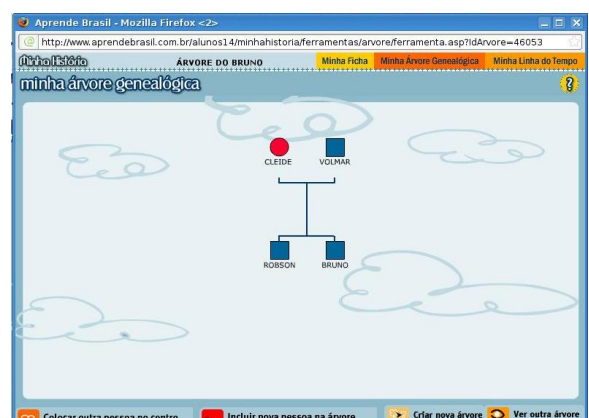 Aprende Brasil - Mozilla Firefox <2>
http://www.aprendebrasil.com.br/alunos14/minhahistoria/ferramentas/arvore/ferramenta.asp?IdArvore=46053
Minha História ÁRVORE DO BRUNO Minha Ficha Minha Árvore Genealógica Minha Linha do Tempo
minha árvore genealógica ?
CLEIDE VOLMAR
ROBSON BRUNO
Colocar outra pessoa no centro Incluir nova pessoa na árvore Criar nova árvore Ver outra árvore